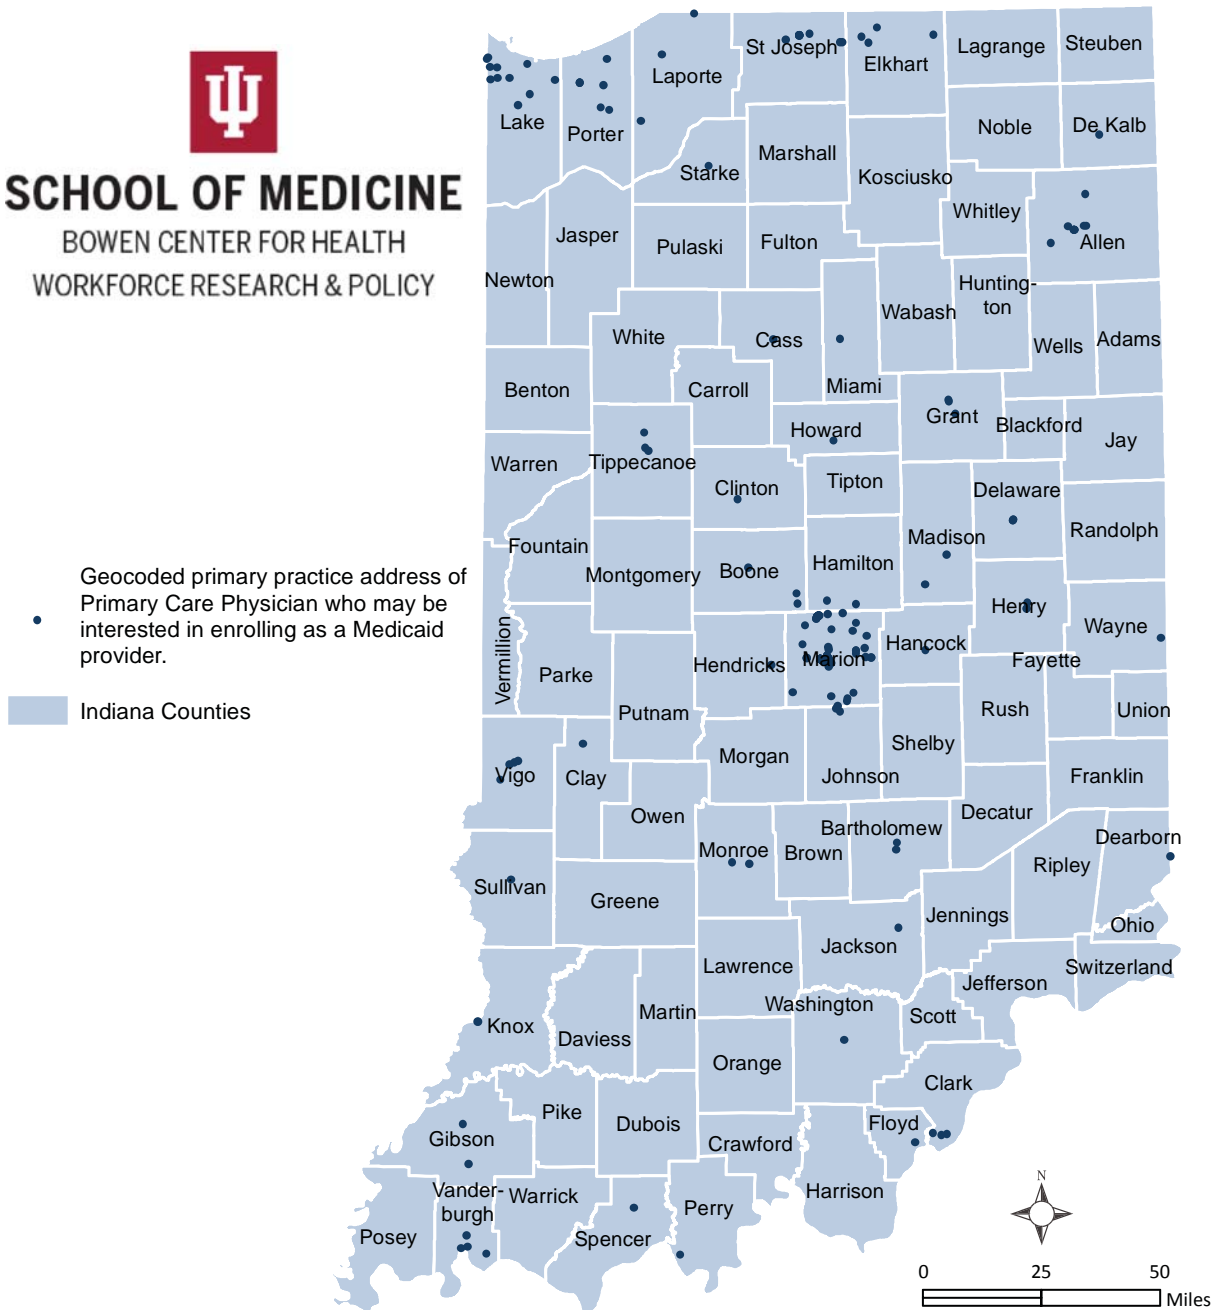 SCHOOL OF MEDICINE
BOWEN CENTER FOR HEALTH
WORKFORCE RESEARCH & POLICY
Geocoded primary practice address of
Primary Care Physician who may be
interested in enrolling as a Medicaid
provider.
Indiana Counties
St Joseph
Lagrange
Steuben
Elkhart
Laporte
Lake
Porter
Noble
De Kalb
Marshall
Starke
Kosciusko
Whitley
Jasper
Pulaski
Fulton
Allen
Newton
Hunting-
ton
Wabash
White
Cass
Wells
Adams
Benton
Carroll
Miami
Grant
Blackford
Howard
Jay
Warren
Tippecanoe
Clinton
Tipton
Delaware
Randolph
Fountain
Madison
Montgomery
Boone
Hamilton
Henry
Wayne
Vermillion
Parke
Hendricks
Marion
Hancock
Fayette
Putnam
Rush
Union
Morgan
Shelby
Vigo
Clay
Johnson
Franklin
Owen
Decatur
Bartholomew
Dearborn
Monroe
Brown
Ripley
Sullivan
Greene
Jennings
Ohio
Jackson
Lawrence
Switzerland
Jefferson
Washington
Martin
Scott
Knox
Daviess
Orange
Clark
Pike
Dubois
Floyd
Gibson
Crawford
Vander-
burgh
Warrick
Harrison
Perry
Posey
Spencer
N
0 25 50
Miles